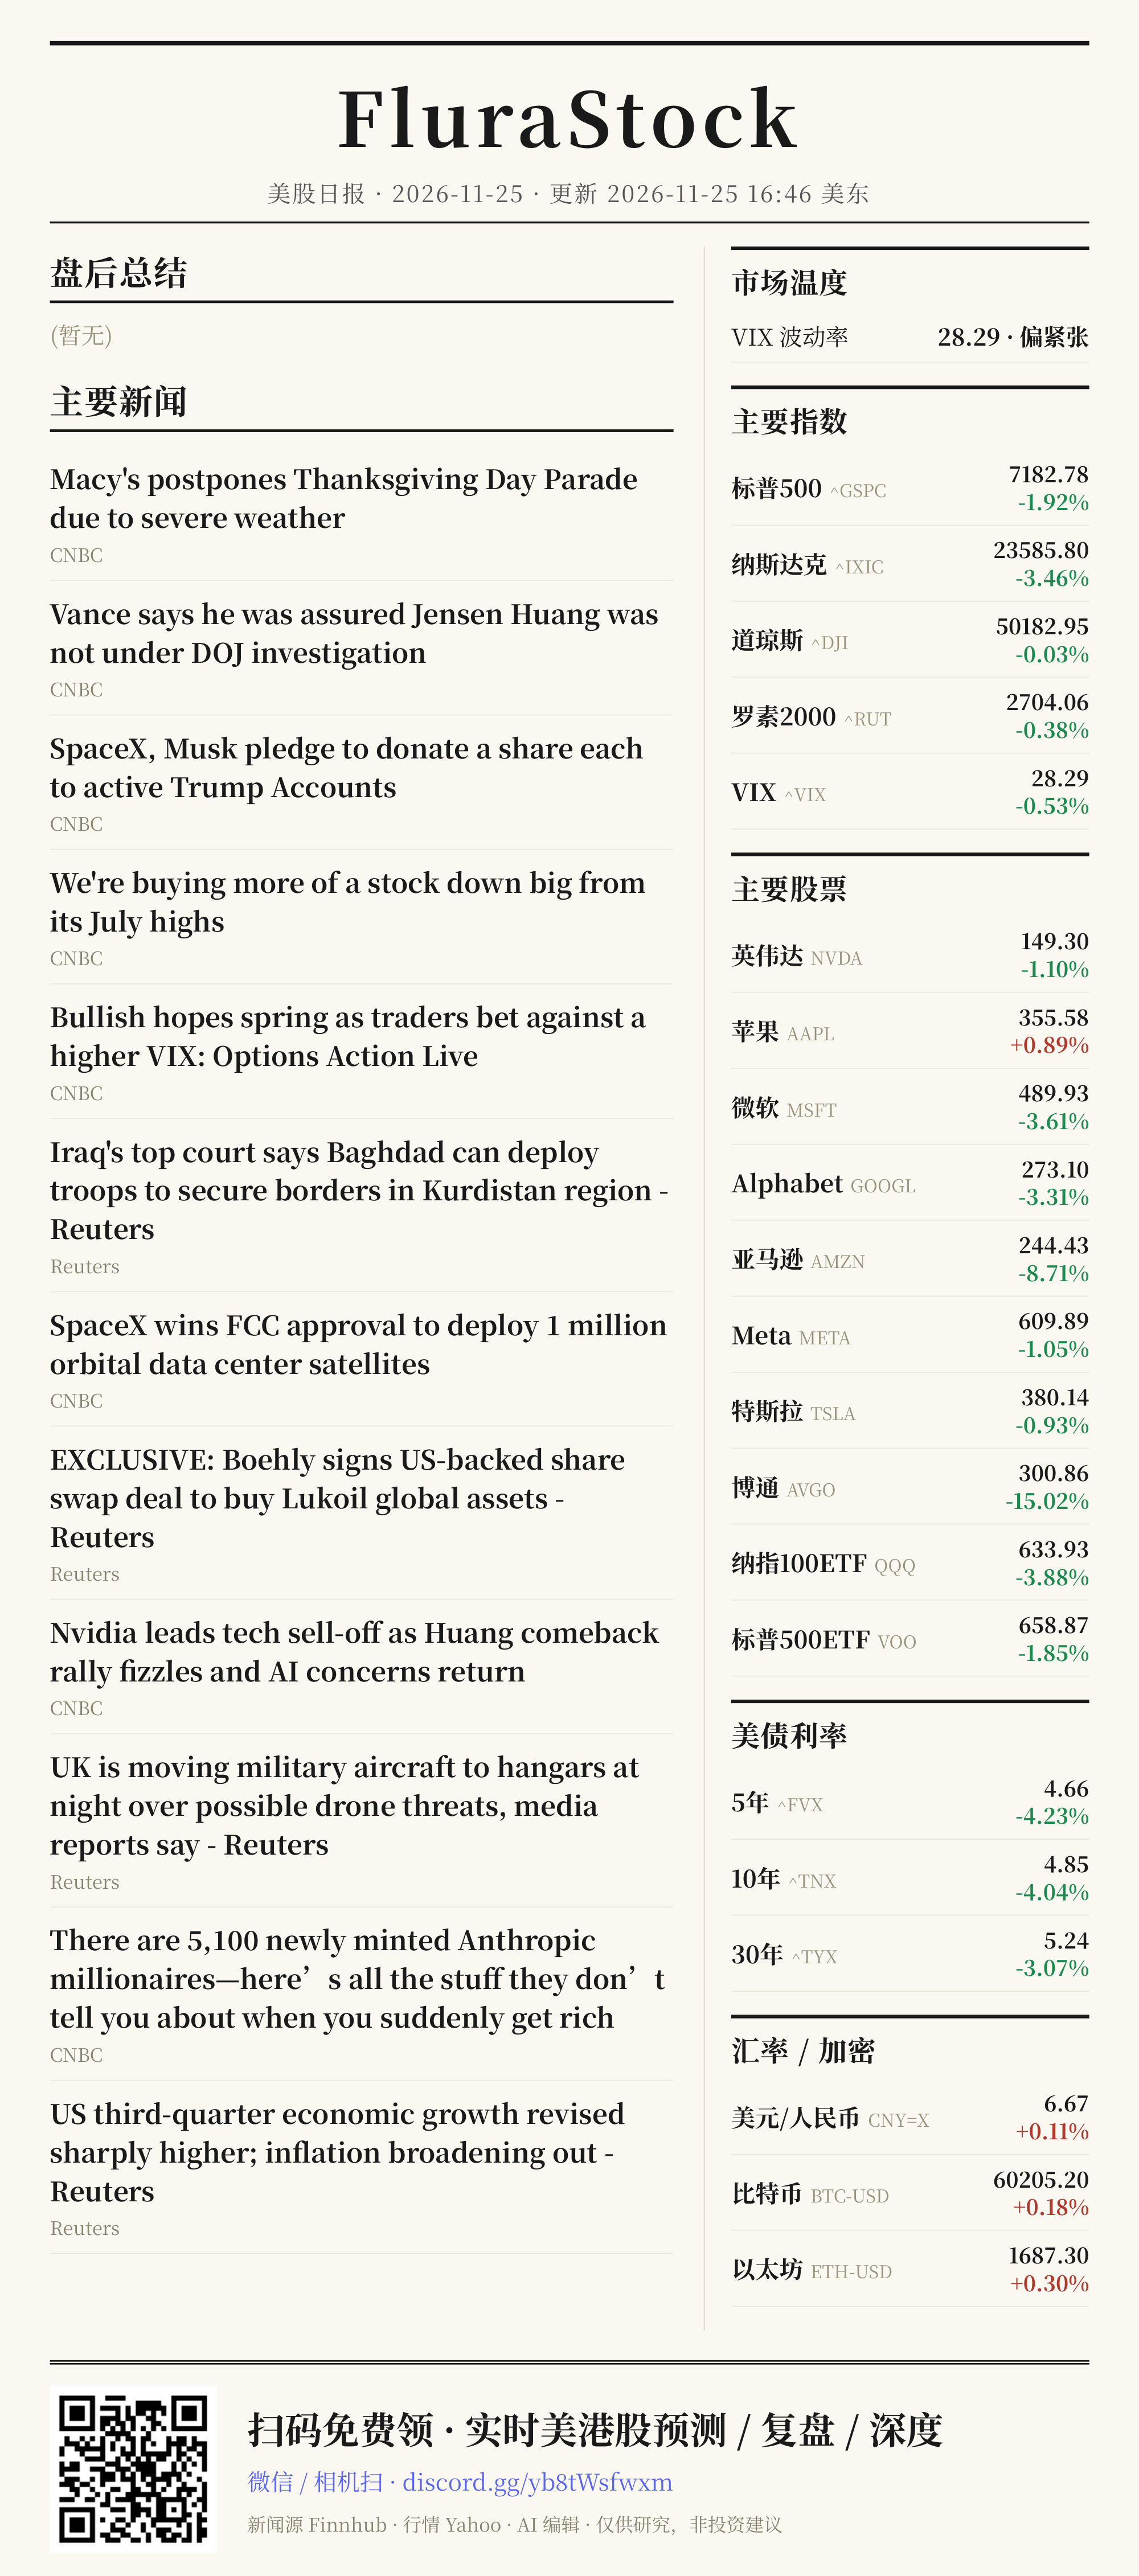 FluraStock
美股日报 · 2026-11-25 · 更新 2026-11-25 16:46 美东
盘后总结
(暂无)
主要新闻
Macy's postpones Thanksgiving Day Parade
due to severe weather
CNBC
Vance says he was assured Jensen Huang was
not under DOJ investigation
CNBC
SpaceX, Musk pledge to donate a share each
to active Trump Accounts
CNBC
We're buying more of a stock down big from
its July highs
CNBC
Bullish hopes spring as traders bet against a
higher VIX: Options Action Live
CNBC
Iraq's top court says Baghdad can deploy
troops to secure borders in Kurdistan region -
Reuters
Reuters
SpaceX wins FCC approval to deploy 1 million
orbital data center satellites
CNBC
EXCLUSIVE: Boehly signs US-backed share
swap deal to buy Lukoil global assets -
Reuters
Reuters
Nvidia leads tech sell-off as Huang comeback
rally fizzles and AI concerns return
CNBC
UK is moving military aircraft to hangars at
night over possible drone threats, media
reports say - Reuters
Reuters
There are 5,100 newly minted Anthropic
millionaires—here’s all the stuff they don’t
tell you about when you suddenly get rich
CNBC
US third-quarter economic growth revised
sharply higher; inflation broadening out -
Reuters
Reuters
市场温度
VIX 波动率 28.29 · 偏紧张
主要指数
标普500 ^GSPC 7182.78
-1.92%
纳斯达克 ^IXIC 23585.80
-3.46%
道琼斯 ^DJI 50182.95
-0.03%
罗素2000 ^RUT 2704.06
-0.38%
VIX ^VIX 28.29
-0.53%
主要股票
英伟达 NVDA 149.30
-1.10%
苹果 AAPL 355.58
+0.89%
微软 MSFT 489.93
-3.61%
Alphabet GOOGL 273.10
-3.31%
亚马逊 AMZN 244.43
-8.71%
Meta META 609.89
-1.05%
特斯拉 TSLA 380.14
-0.93%
博通 AVGO 300.86
-15.02%
纳指100ETF QQQ 633.93
-3.88%
标普500ETF VOO 658.87
-1.85%
美债利率
5年 ^FVX 4.66
-4.23%
10年 ^TNX 4.85
-4.04%
30年 ^TYX 5.24
-3.07%
汇率 / 加密
美元/人民币 CNY=X 6.67
+0.11%
比特币 BTC-USD 60205.20
+0.18%
以太坊 ETH-USD 1687.30
+0.30%
扫码免费领 · 实时美港股预测 / 复盘 / 深度
微信 / 相机扫 · discord.gg/yb8tWsfwxm
新闻源 Finnhub · 行情 Yahoo · AI 编辑 · 仅供研究，非投资建议